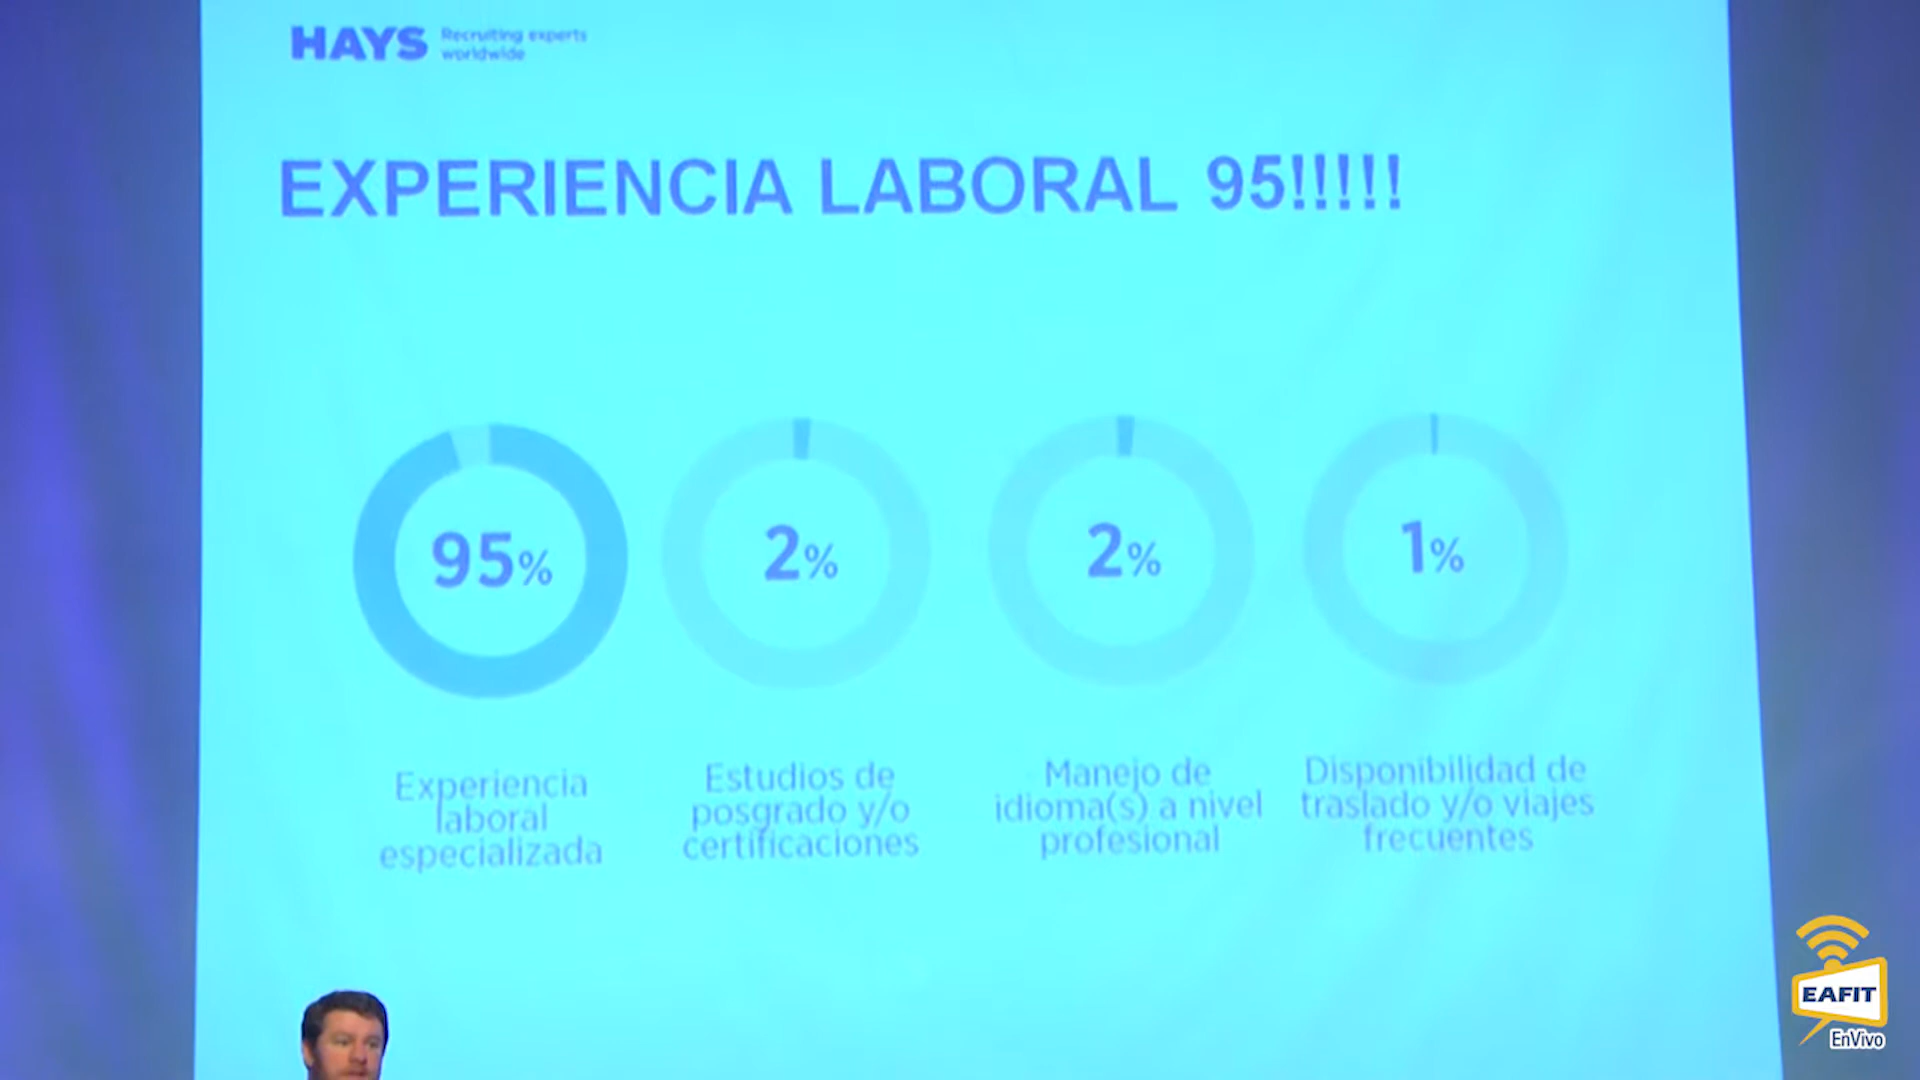 HAYS Recruiting experts
worldwide
EXPERIENCIA LABORAL 95!!!!!
95%
2%
2%
1%
Experiencia
laboral
especializada
Estudios de
posgrado y/o
certificaciones
Manejo de
idioma(s) a nivel
profesional
Disponibilidad de
traslado y/o viajes
frecuentes
EAFIT
EnVivo